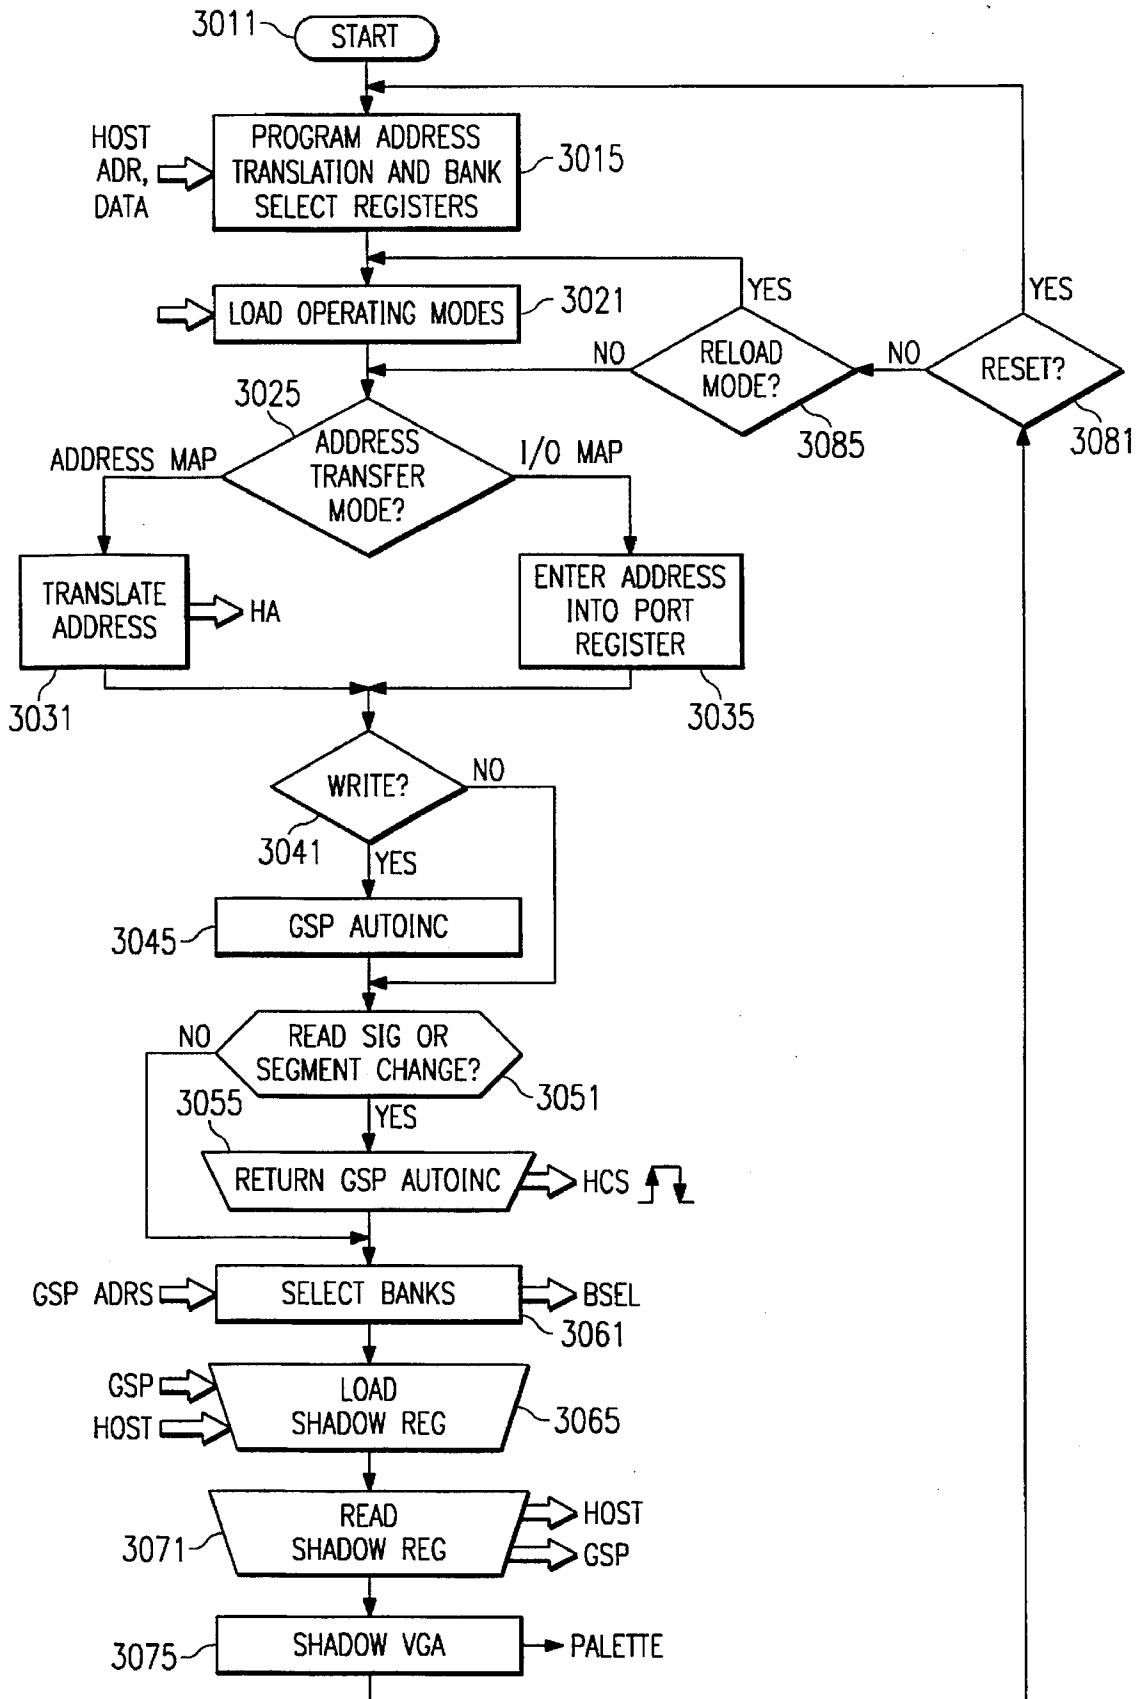 3011
START
HOST
ADR,
DATA
PROGRAM ADDRESS
TRANSLATION AND BANK
SELECT REGISTERS
3015
LOAD OPERATING MODES
3021
YES
YES
NO
RELOAD
MODE?
3085
NO
RESET?
3081
3025
ADDRESS MAP
ADDRESS
TRANSFER
MODE?
I/O MAP
TRANSLATE
ADDRESS
HA
3031
ENTER ADDRESS
INTO PORT
REGISTER
3035
WRITE?
NO
3041
YES
GSP AUTOINC
3045
NO
READ SIG OR
SEGMENT CHANGE?
3051
3055
YES
RETURN GSP AUTOINC
HCS
GSP ADRS
SELECT BANKS
BSEL
3061
GSP
HOST
LOAD
SHADOW REG
3065
READ
SHADOW REG
HOST
GSP
3071
SHADOW VGA
PALETTE
3075